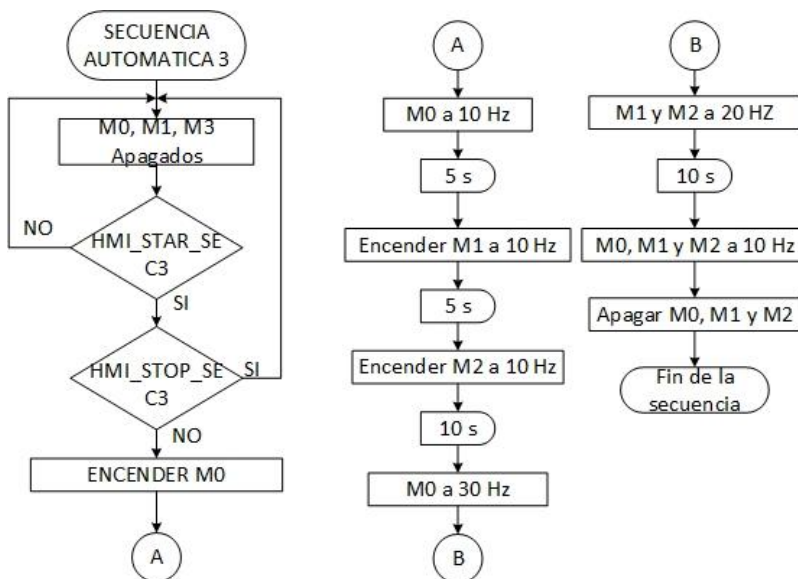 SECUENCIA
AUTOMATICA 3
M0, M1, M3
Apagados
NO
HMI_STAR_SE
C3
SI
HMI_STOP_SE
C3
SI
NO
ENCENDER M0
A
A
M0 a 10 Hz
5 s
Encender M1 a 10 Hz
5 s
Encender M2 a 10 Hz
10 s
M0 a 30 Hz
B
B
M1 y M2 a 20 HZ
10 s
M0, M1 y M2 a 10 Hz
Apagar M0, M1 y M2
Fin de la
secuencia